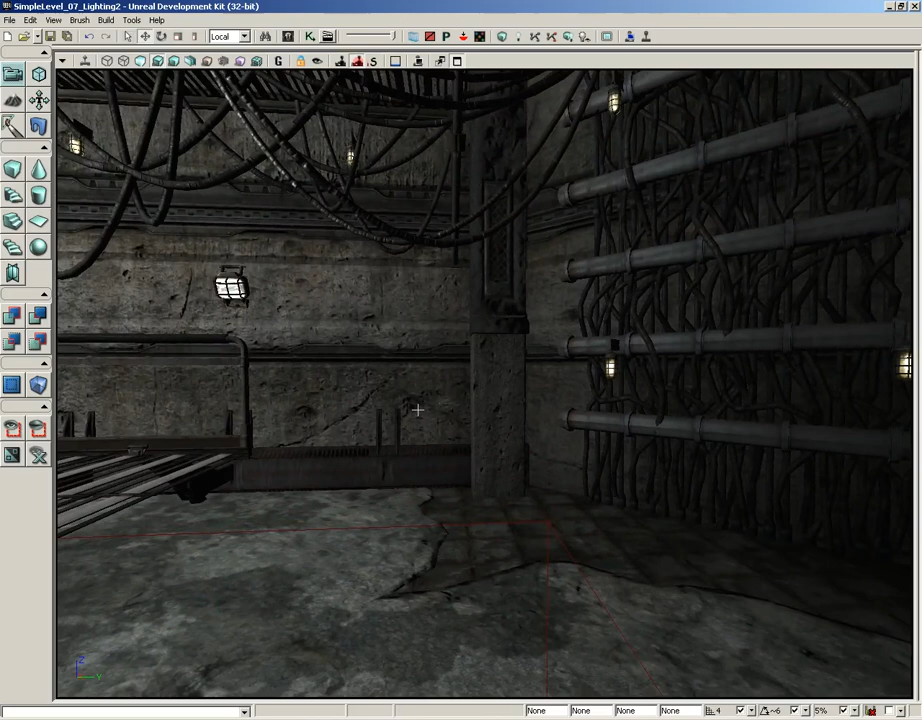 SimpleLevel_07_Lighting2 - Unreal Development Kit (32-bit)
File Edit View Brush Build Tools Help
Local K P
G S
Z
Y
None None None None 4 ~6 5%